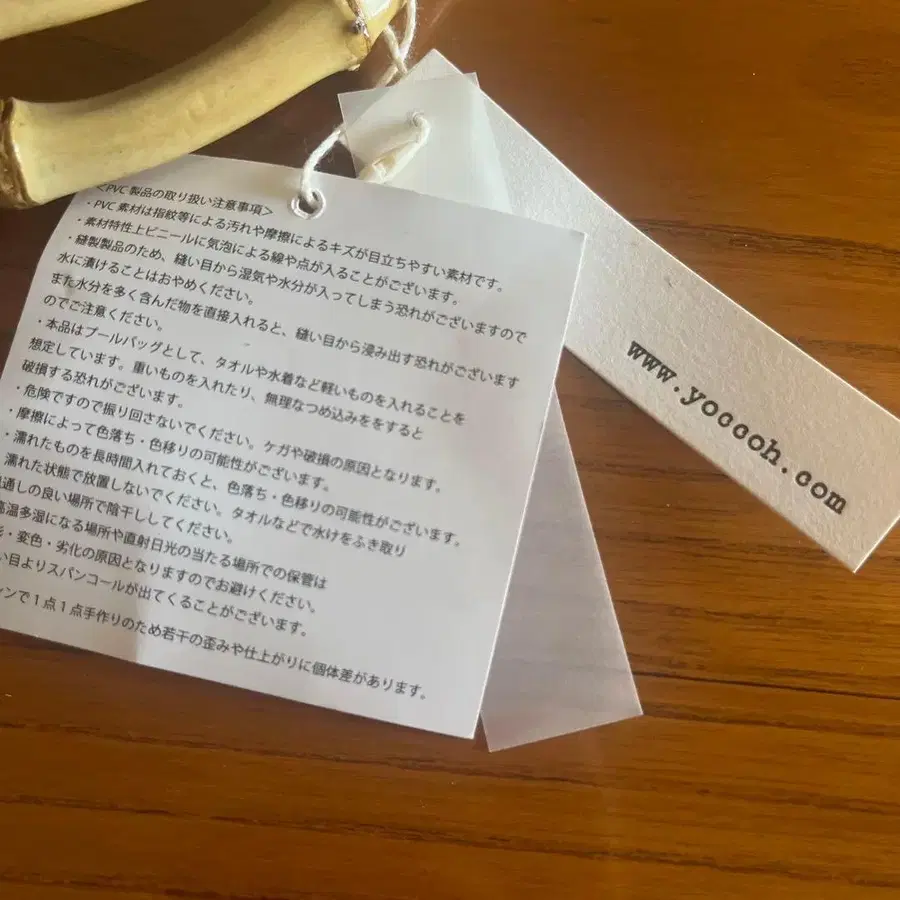 <PVC製品の取り扱い注意事項>
・PVC素材は指紋等による汚れや摩擦によるキズが目立ちやすい素材です。
・素材特性上ビニールに気泡による線や点が入ることがございます。
・縫製製品のため、縫い目から湿気や水分が入ってしまう恐れがございますので
水に漬けることはおやめください。
また水分を多く含んだ物を直接入れると、縫い目から浸み出す恐れがございます
のでご注意ください。
・本品はプールバッグとして、タオルや水着など軽いものを入れることを
想定しています。重いものを入れたり、無理なつめ込みををすると
破損する恐れがございます。
・危険ですので振り回さないでください。ケガや破損の原因となります。
・摩擦によって色落ち・色移りの可能性がございます。
・濡れたものを長時間入れておくと、色落ち・色移りの可能性がございます。
濡れた状態で放置しないでください。タオルなどで水けをふき取り
通しの良い場所で陰干ししてください。
高温多湿になる場所や直射日光の当たる場所での保管は
・変色・劣化の原因となりますのでお避けください。
い目よりスパンコールが出てくることがございます。
ンで1点1点手作りのため若干の歪みや仕上がりに個体差があります。
www.yoccoh.com